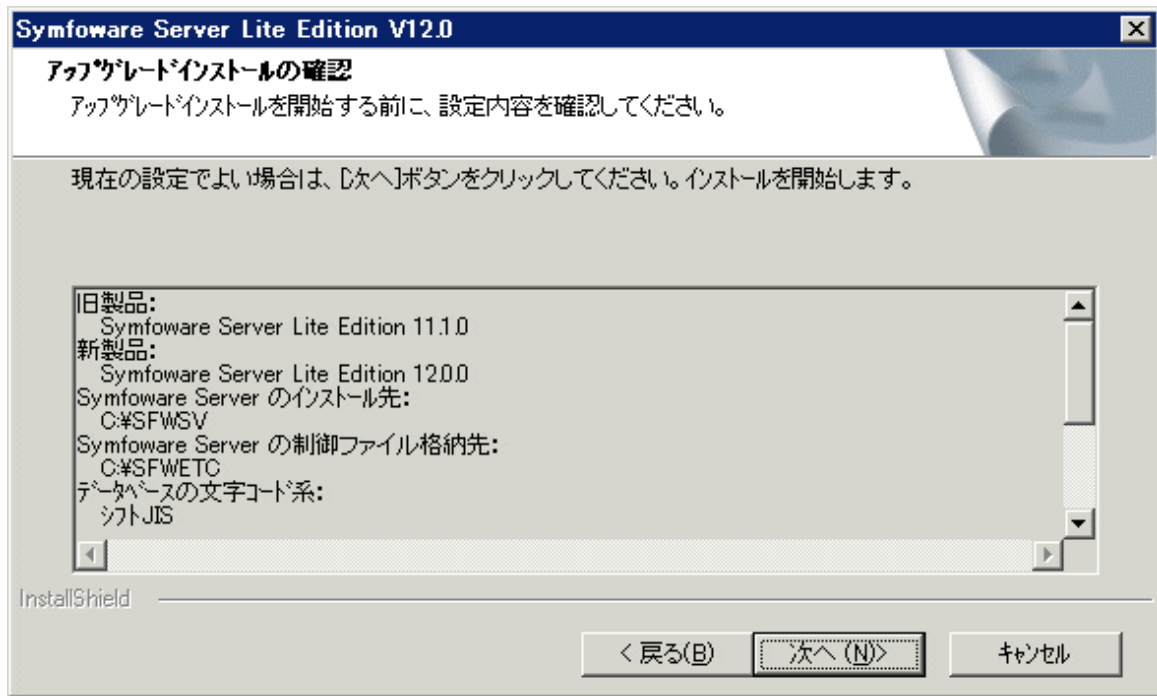 Symfoware Server Lite Edition V12.0
アップグレードインストールの確認
アップグレードインストールを開始する前に、設定内容を確認してください。
現在の設定でよい場合は、[次へ]ボタンをクリックしてください。インストールを開始します。
旧製品:
Symfoware Server Lite Edition 11.1.0
新製品:
Symfoware Server Lite Edition 12.0.0
Symfoware Server のインストール先:
C:¥SFWSV
Symfoware Server の制御ファイル格納先:
C:¥SFWETC
データベースの文字コード系:
シフトJIS
InstallShield
< 戻る(B) 次へ (N)> キャンセル